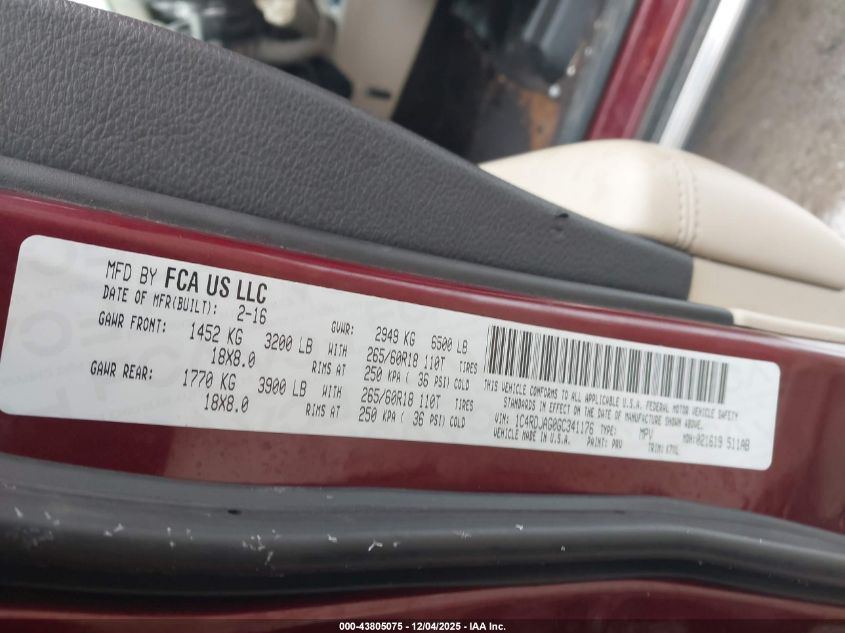 MFD BY FCA US LLC
DATE OF MFR(BUILT): 2-16
GVWR: 2949 KG 6500 LB
GAWR FRONT: 1452 KG 3200 LB WITH 265/60R18 110T TIRES
18X8.0 RIMS AT 250 KPA ( 36 PSI) COLD
GAWR REAR: 1770 KG 3900 LB WITH 265/60R18 110T TIRES
18X8.0 RIMS AT 250 KPA ( 36 PSI) COLD
THIS VEHICLE CONFORMS TO ALL APPLICABLE U.S.A. FEDERAL MOTOR VEHICLE SAFETY
STANDARDS IN EFFECT ON THE DATE OF MANUFACTURE SHOWN ABOVE.
VIN: 1C4RDJAG0GC341176 TYPE: MPV MDH:021619 511AB
VEHICLE MADE IN U.S.A. PAINT: PRV TRIM:
000-43805075 - 12/04/2025 - IAA Inc.